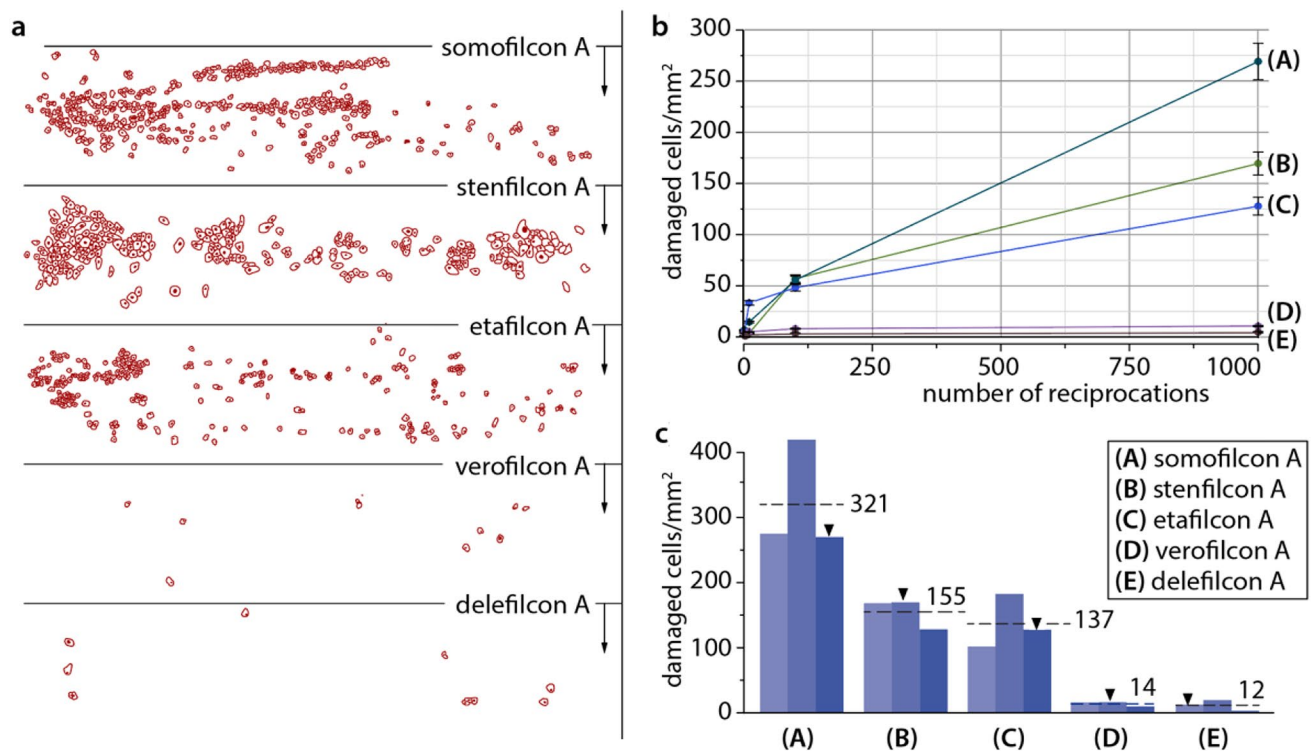 a
somofilcon A
stenfilcon A
etafilcon A
verofilcon A
delefilcon A
b
damaged cells/mm²
300
250
200
150
100
50
0
0 250 500 750 1000
number of reciprocations
(A)
(B)
(C)
(D)
(E)
c
damaged cells/mm²
400
300
200
100
0
321
155
137
14
12
(A) (B) (C) (D) (E)
(A) somofilcon A
(B) stenfilcon A
(C) etafilcon A
(D) verofilcon A
(E) delefilcon A